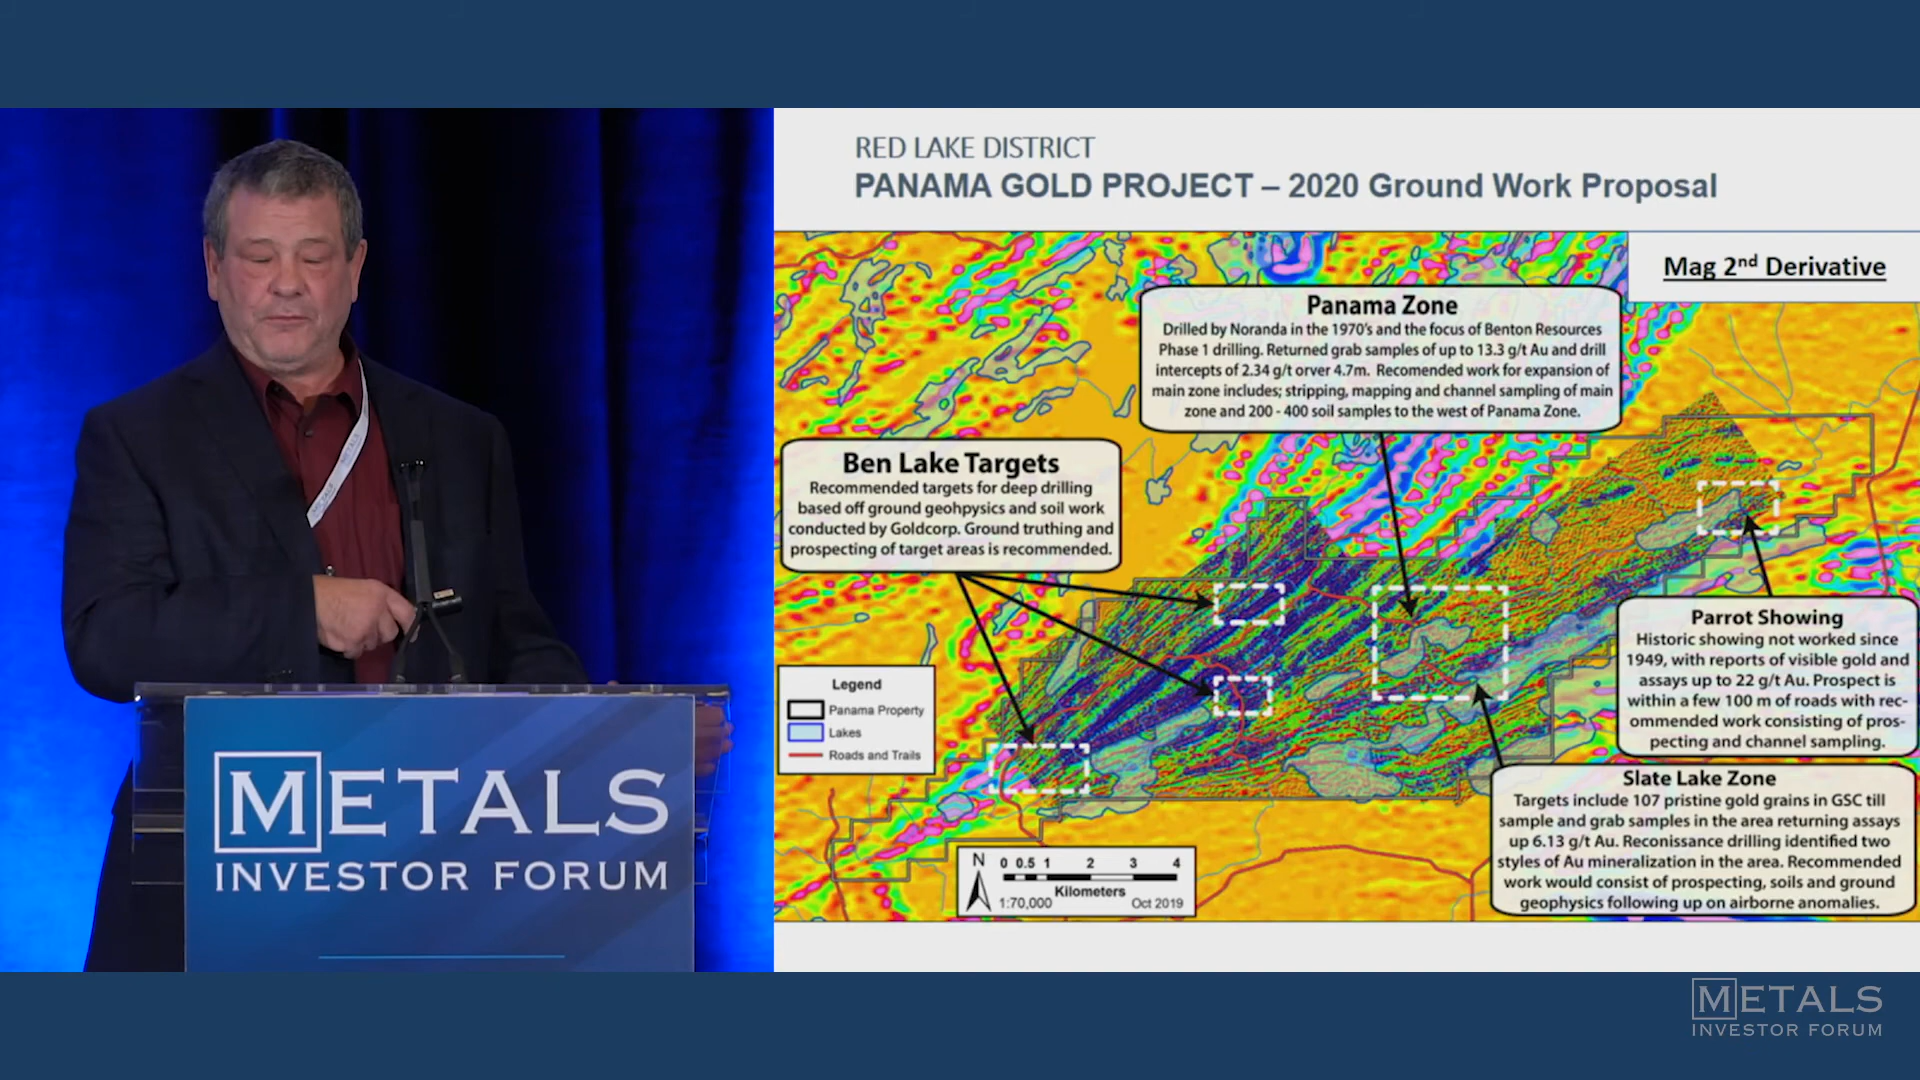 RED LAKE DISTRICT
PANAMA GOLD PROJECT – 2020 Ground Work Proposal
Mag 2nd Derivative
Panama Zone
Drilled by Noranda in the 1970's and the focus of Benton Resources
Phase 1 drilling. Returned grab samples of up to 13.3 g/t Au and drill
intercepts of 2.34 g/t orver 4.7m. Recomended work for expansion of
main zone includes; stripping, mapping and channel sampling of main
zone and 200 - 400 soil samples to the west of Panama Zone.
Ben Lake Targets
Recommended targets for deep drilling
based off ground geohpysics and soil work
conducted by Goldcorp. Ground truthing and
prospecting of target areas is recommended.
Parrot Showing
Historic showing not worked since
1949, with reports of visible gold and
assays up to 22 g/t Au. Prospect is
within a few 100 m of roads with rec-
ommended work consisting of pros-
pecting and channel sampling.
Legend
Panama Property
Lakes
Roads and Trails
Slate Lake Zone
Targets include 107 pristine gold grains in GSC till
sample and grab samples in the area returning assays
up 6.13 g/t Au. Reconissance drilling identified two
styles of Au mineralization in the area. Recommended
work would consist of prospecting, soils and ground
geophysics following up on airborne anomalies.
N
0 0.5 1 2 3 4
Kilometers
1:70,000 Oct 2019
METALS
INVESTOR FORUM
METALS
INVESTOR FORUM